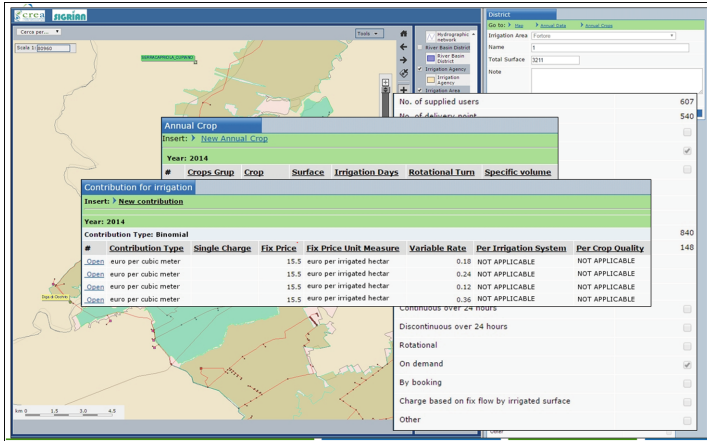 crea SIGRIAN
Cerca per...
Tools
Scala 1:
Hydrographic network
River Basin District
River Basin District
Irrigation Agency
Irrigation Agency
Irrigation Area
District
Go to: Map Annual Data Annual Crops
Irrigation Area Fortore
Name 1
Total Surface 3211
Note
No. of supplied users 607
No. of delivery point 540
Annual Crop
Insert: New Annual Crop
Year: 2014
# Crops Grup Crop Surface Irrigation Days Rotational Turn Specific volume
Contribution for irrigation
Insert: New contribution
Year: 2014
Contribution Type: Binomial
840
148
# Contribution Type Single Charge Fix Price Fix Price Unit Measure Variable Rate Per Irrigation System Per Crop Quality
Open euro per cubic meter 15.5 euro per irrigated hectar 0.18 NOT APPLICABLE NOT APPLICABLE
Open euro per cubic meter 15.5 euro per irrigated hectar 0.24 NOT APPLICABLE NOT APPLICABLE
Open euro per cubic meter 15.5 euro per irrigated hectar 0.12 NOT APPLICABLE NOT APPLICABLE
Open euro per cubic meter 15.5 euro per irrigated hectar 0.36 NOT APPLICABLE NOT APPLICABLE
Continuous over 24 hours
Discontinuous over 24 hours
Rotational
On demand
By booking
Charge based on fix flow by irrigated surface
Other
Other
km 0 1.5 3.0 4.5